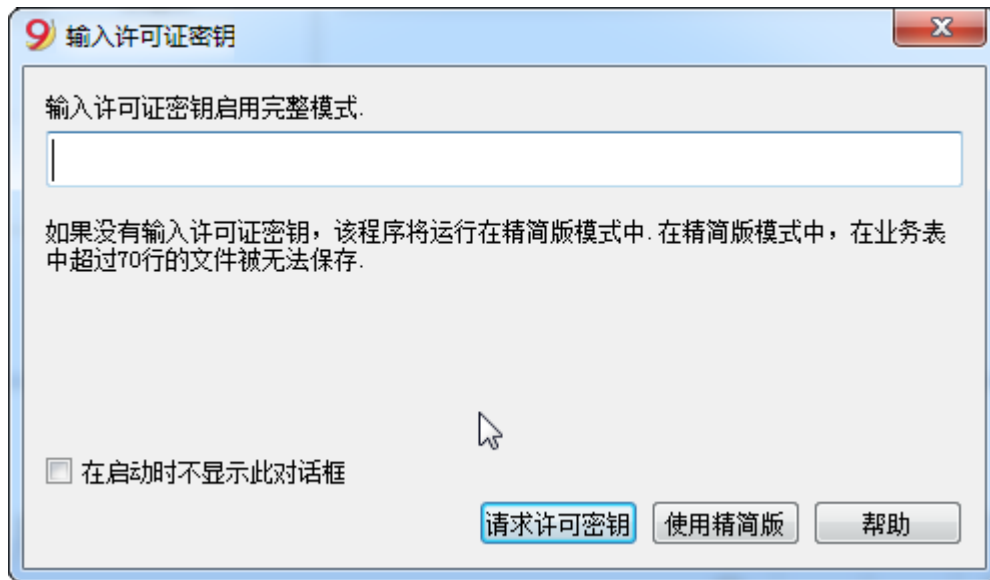 9 输入许可证密钥
输入许可证密钥启用完整模式.
如果没有输入许可证密钥，该程序将运行在精简版模式中.在精简版模式中，在业务表
中超过70行的文件被无法保存.
在启动时不显示此对话框
请求许可密钥 使用精简版 帮助